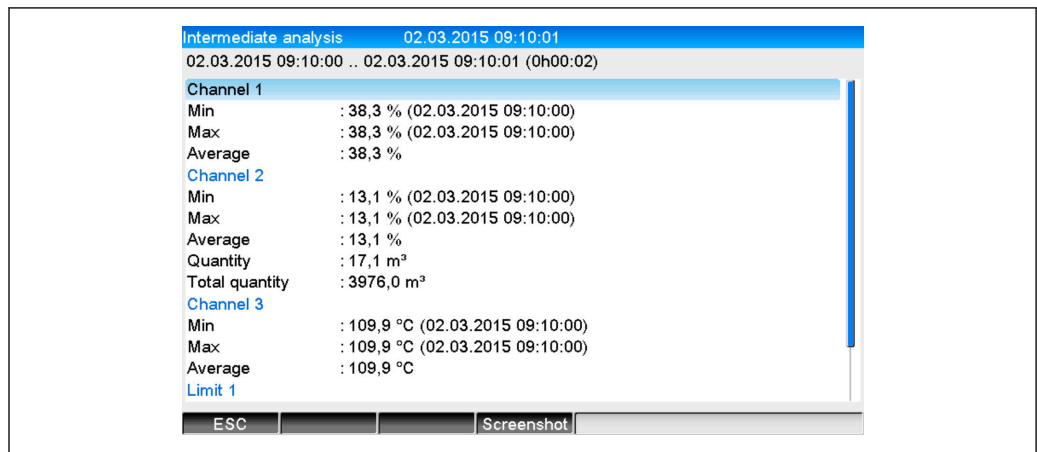 Intermediate analysis 02.03.2015 09:10:01
02.03.2015 09:10:00 .. 02.03.2015 09:10:01 (0h00:02)
Channel 1
Min : 38,3 % (02.03.2015 09:10:00)
Max : 38,3 % (02.03.2015 09:10:00)
Average : 38,3 %
Channel 2
Min : 13,1 % (02.03.2015 09:10:00)
Max : 13,1 % (02.03.2015 09:10:00)
Average : 13,1 %
Quantity : 17,1 m³
Total quantity : 3976,0 m³
Channel 3
Min : 109,9 °C (02.03.2015 09:10:00)
Max : 109,9 °C (02.03.2015 09:10:00)
Average : 109,9 °C
Limit 1
ESC Screenshot